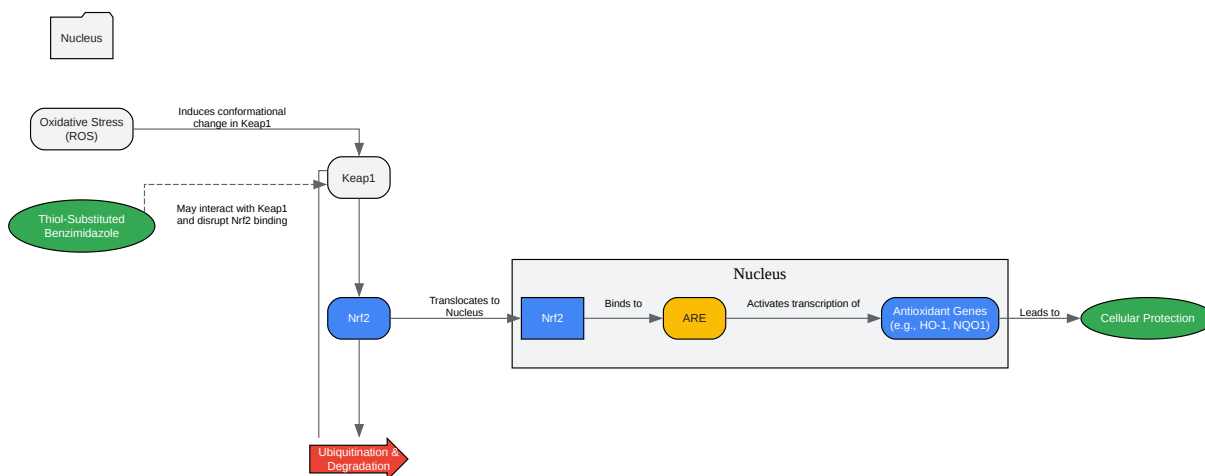 Nucleus
Oxidative Stress
(ROS)
Induces conformational
change in Keap1
Keap1
Thiol-Substituted
Benzimidazole
May interact with Keap1
and disrupt Nrf2 binding
Nucleus
Nrf2
Translocates to
Nucleus
Nrf2
Binds to
ARE
Activates transcription of
Antioxidant Genes
(e.g., HO-1, NQO1)
Leads to
Cellular Protection
Ubiquitination &
Degradation